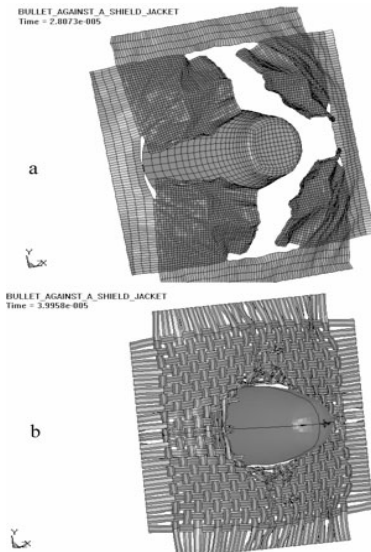 BULLET_AGAINST_A_SHIELD_JACKET
Time = 2.8073e-005
a
Y
Z X
BULLET_AGAINST_A_SHIELD_JACKET
Time = 3.9958e-005
b
Y
Z X